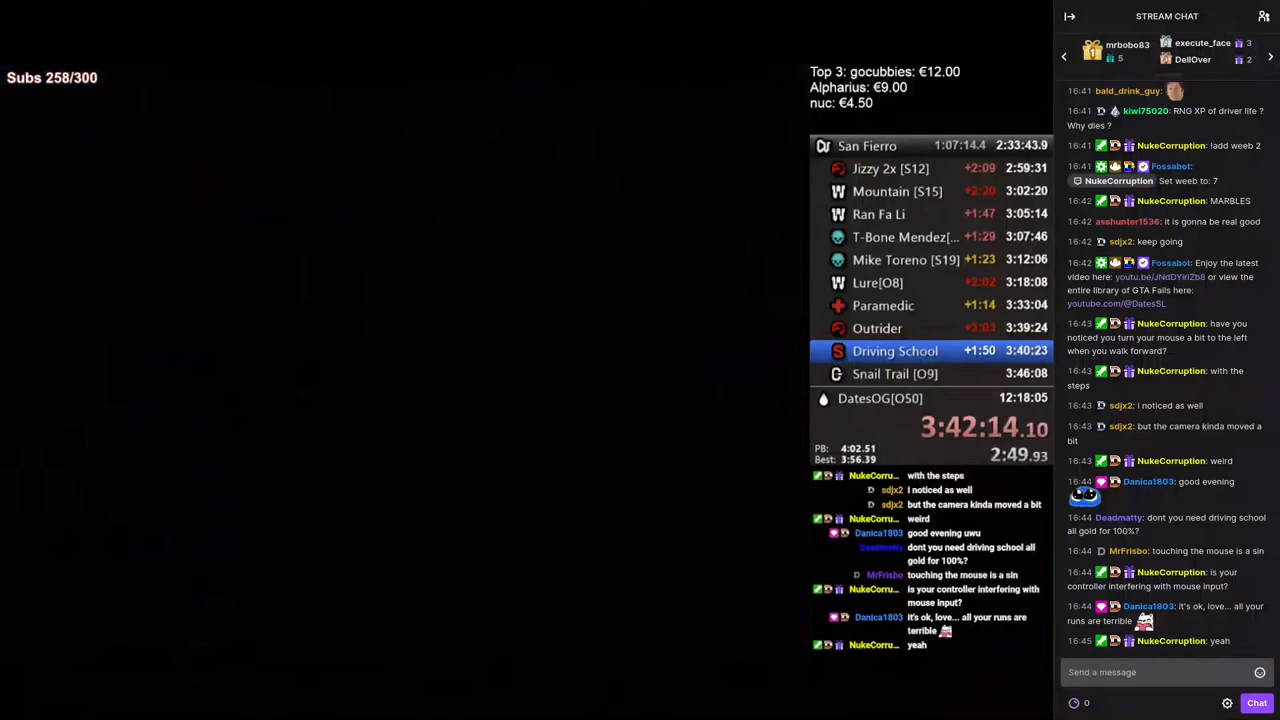 Subs 258/300
Top 3: gocubbies: €12.00
Alpharius: €9.00
nuc: €4.50
San Fierro 1:07:14.4 2:33:43.9
Jizzy 2x [S12] +2:09 2:59:31
Mountain [S15] +2:20 3:02:20
Ran Fa Li +1:47 3:05:14
T-Bone Mendez[... +1:29 3:07:46
Mike Toreno [S19] +1:23 3:12:06
Lure[O8] +2:02 3:18:08
Paramedic +1:14 3:33:04
Outrider +3:03 3:39:24
Driving School +1:50 3:40:23
Snail Trail [O9] 3:46:08
DatesOG[O50] 12:18:05
3:42:14.10
PB: 4:02.51
Best: 3:56.39
2:49.93
NukeCorru... with the steps
sdjx2 i noticed as well
sdjx2 but the camera kinda moved a bit
NukeCorru... weird
Danica1803 good evening uwu
Deadmatty dont you need driving school all
gold for 100%?
MrFrisbo touching the mouse is a sin
NukeCorru... is your controller interfering with
mouse input?
Danica1803 it's ok, love... all your runs are
terrible
NukeCorru... yeah
STREAM CHAT
mrbobo83
5
execute_face 3
DellOver 2
16:41 bald_drink_guy:
16:41 kiwi75020: RNG XP of driver life ?
Why dies ?
16:41 NukeCorruption: !add weeb 2
16:41 Fossabot:
NukeCorruption Set weeb to: 7
16:42 NukeCorruption: MARBLES
16:42 asshunter1536: it is gonna be real good
16:42 sdjx2: keep going
16:42 Fossabot: Enjoy the latest
video here: youtu.be/JNdDYiriZb8 or view the
entire library of GTA Fails here:
youtube.com/@DatesSL
16:43 NukeCorruption: have you
noticed you turn your mouse a bit to the left
when you walk forward?
16:43 NukeCorruption: with the
steps
16:43 sdjx2: i noticed as well
16:43 sdjx2: but the camera kinda moved a
bit
16:43 NukeCorruption: weird
16:43 Danica1803: good evening
16:44 Deadmatty: dont you need driving school
all gold for 100%?
16:44 MrFrisbo: touching the mouse is a sin
16:44 NukeCorruption: is your
controller interfering with mouse input?
16:44 Danica1803: it's ok, love... all your
runs are terrible
16:45 NukeCorruption: yeah
Send a message
0
Chat